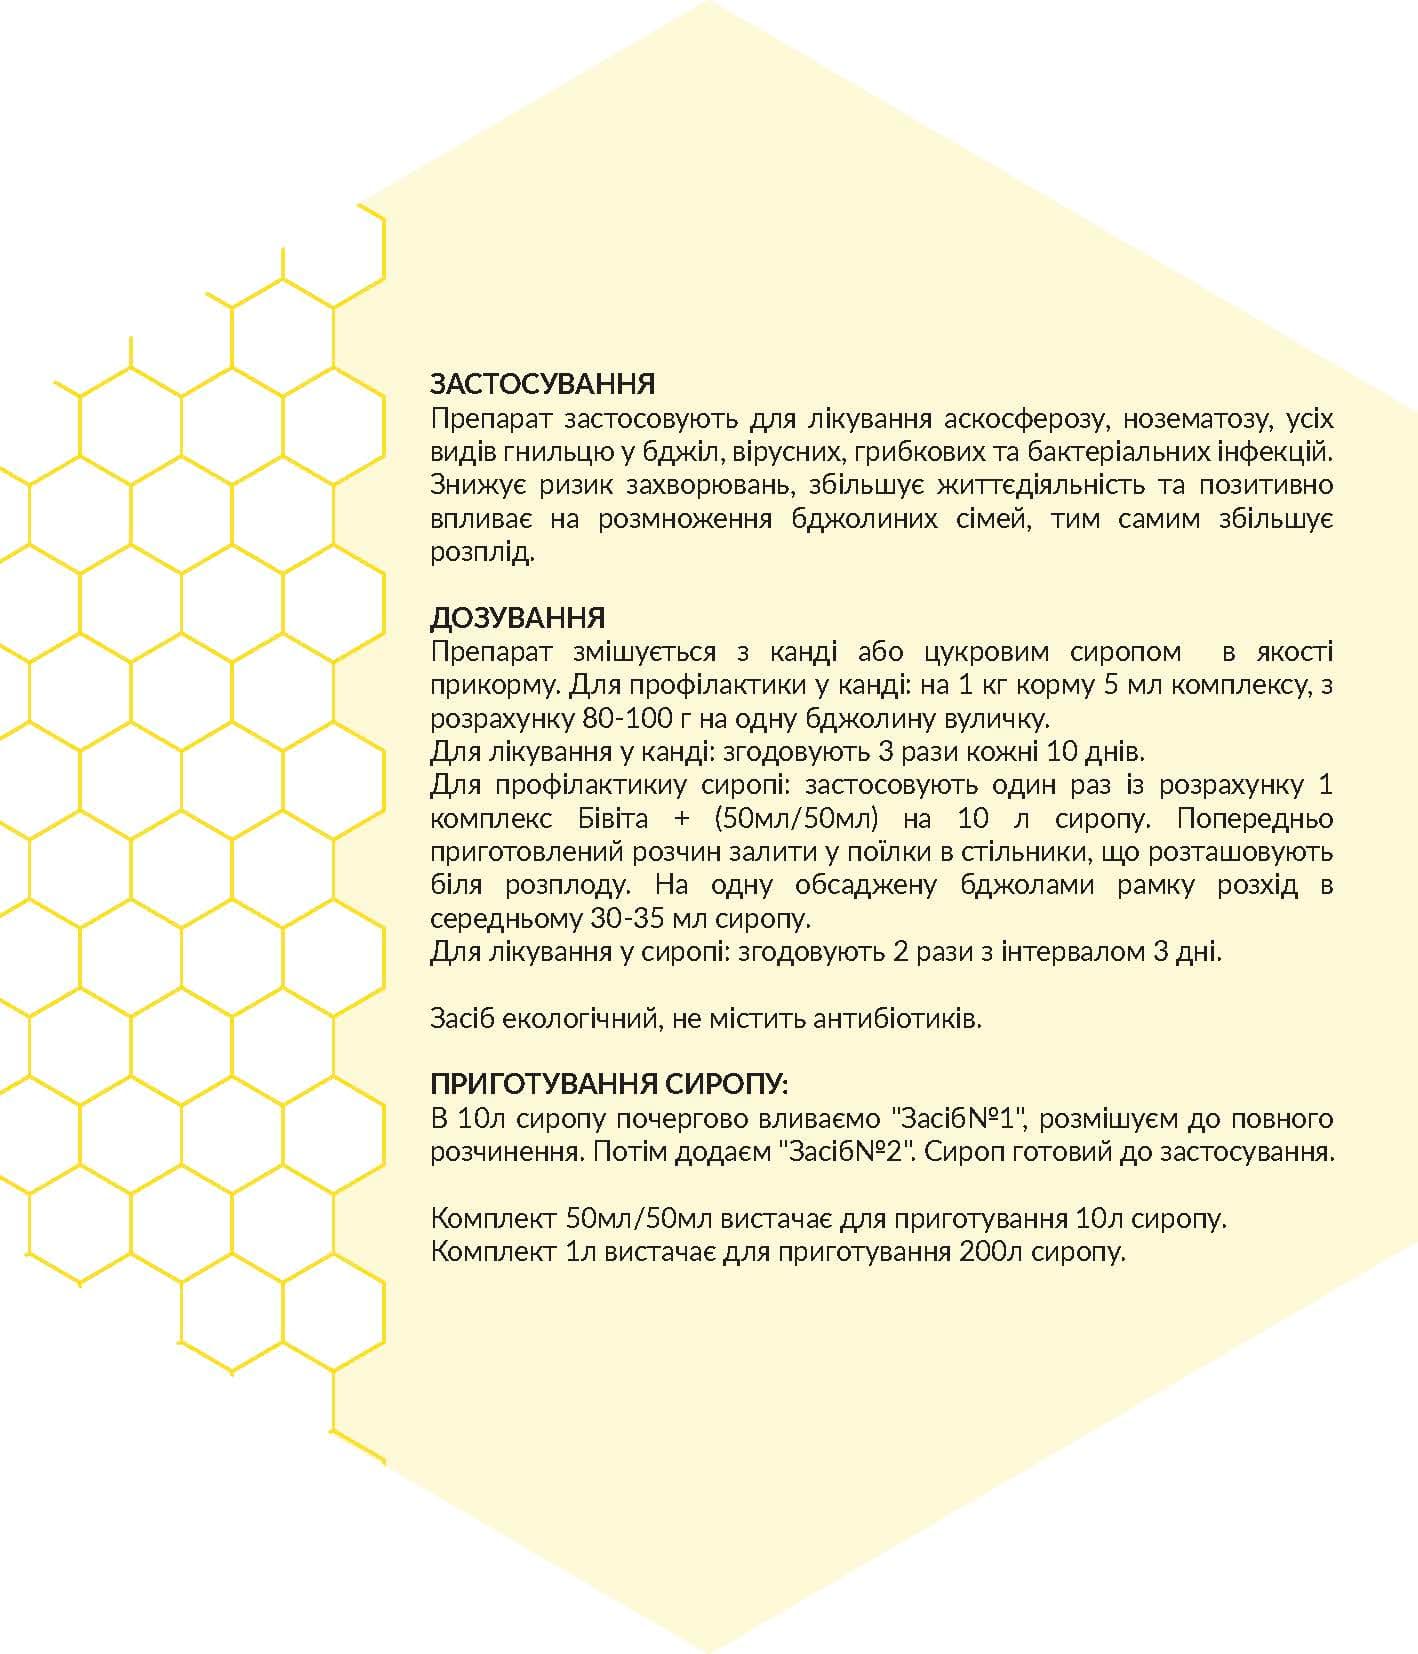 ЗАСТОСУВАННЯ
Препарат застосовують для лікування аскосферозу, нозематозу, усіх
видів гнильцю у бджіл, вірусних, грибкових та бактеріальних інфекцій.
Знижує ризик захворювань, збільшує життєдіяльність та позитивно
впливає на розмноження бджолиних сімей, тим самим збільшує
розплід.
ДОЗУВАННЯ
Препарат змішується з канді або цукровим сиропом в якості
прикорму. Для профілактики у канді: на 1 кг корму 5 мл комплексу, з
розрахунку 80-100 г на одну бджолину вуличку.
Для лікування у канді: згодовують 3 рази кожні 10 днів.
Для профілактикиу сиропі: застосовують один раз із розрахунку 1
комплекс Бівіта + (50мл/50мл) на 10 л сиропу. Попередньо
приготовлений розчин залити у поїлки в стільники, що розташовують
біля розплоду. На одну обсаджену бджолами рамку розхід в
середньому 30-35 мл сиропу.
Для лікування у сиропі: згодовують 2 рази з інтервалом 3 дні.
Засіб екологічний, не містить антибіотиків.
ПРИГОТУВАННЯ СИРОПУ:
В 10л сиропу почергово вливаємо "Засіб№1", розмішуєм до повного
розчинення. Потім додаєм "Засіб№2". Сироп готовий до застосування.
Комплект 50мл/50мл вистачає для приготування 10л сиропу.
Комплект 1л вистачає для приготування 200л сиропу.